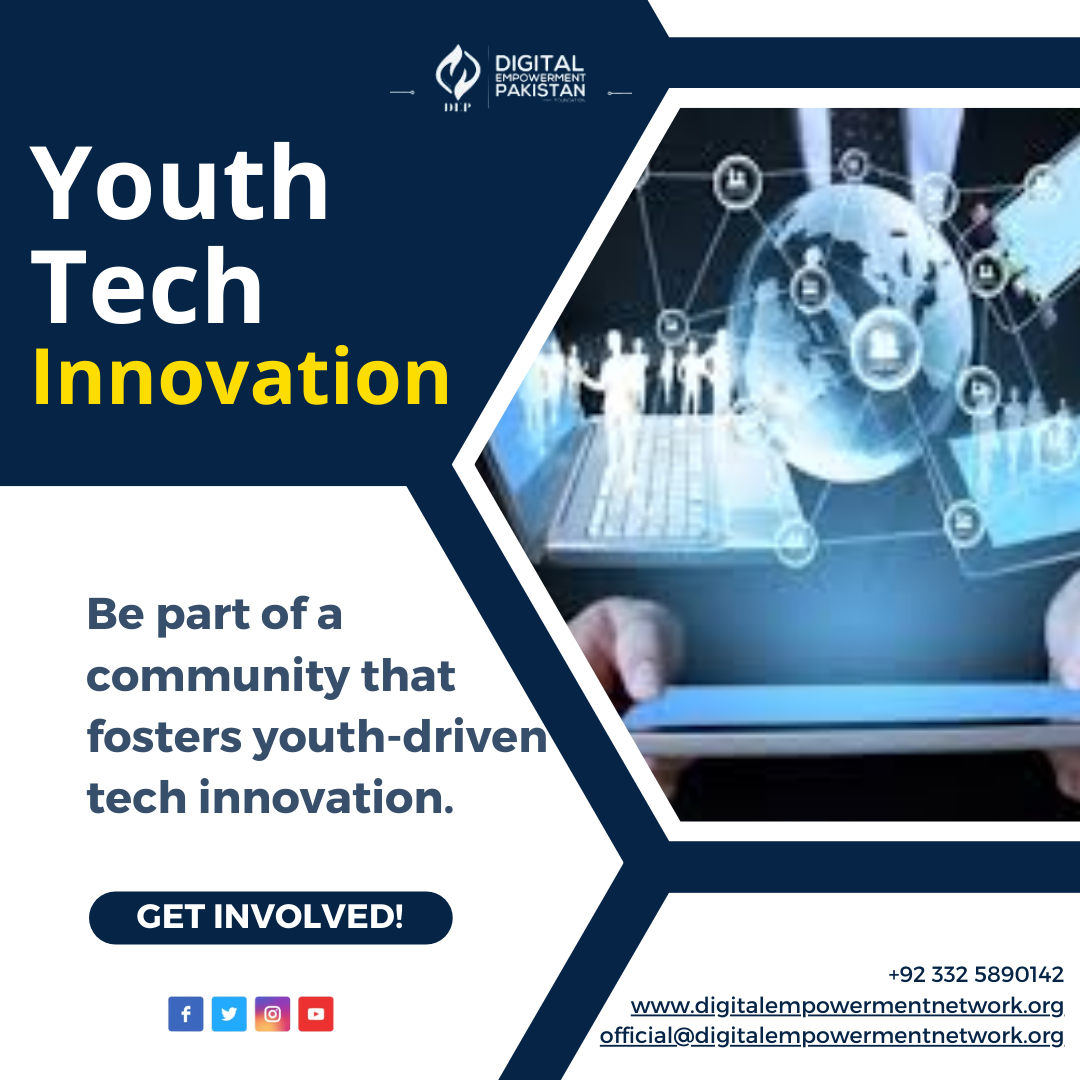 DIGITAL
EMPOWERMENT
PAKISTAN
FOUNDATION
DEP
Youth
Tech
Innovation
Be part of a
community that
fosters youth-driven
tech innovation.
GET INVOLVED!
+92 332 5890142
www.digitalempowermentnetwork.org
official@digitalempowermentnetwork.org